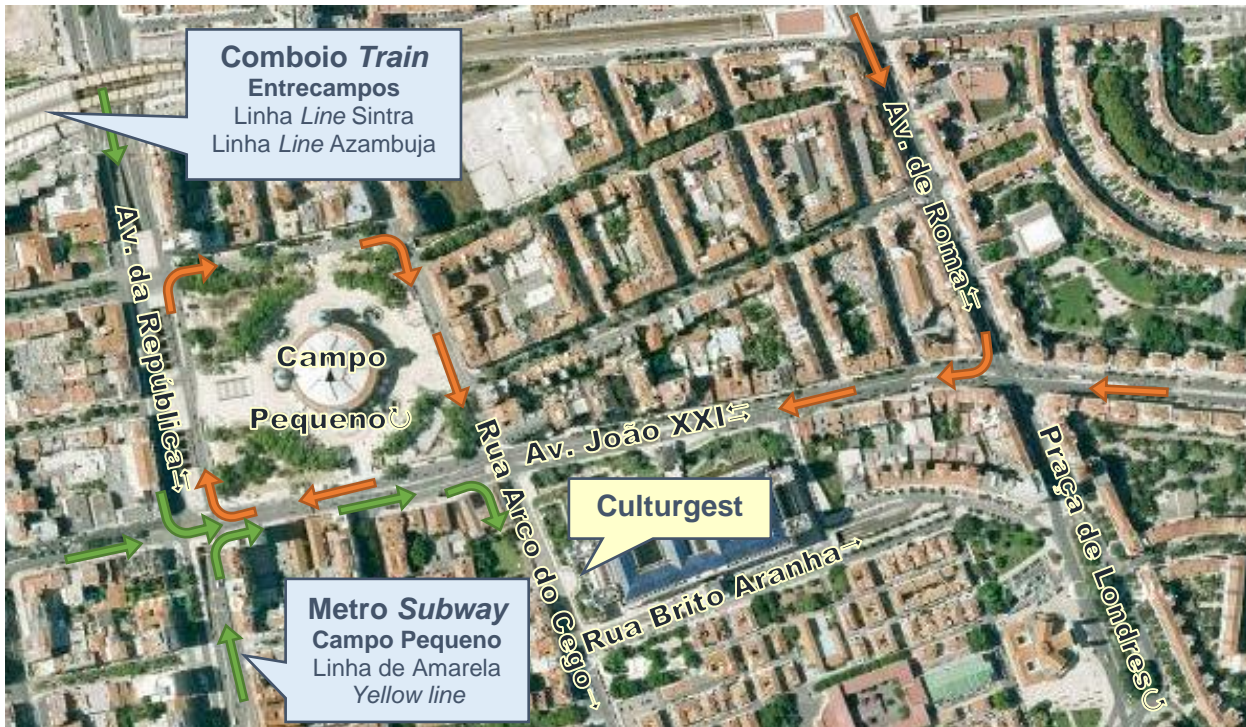 Comboio Train
Entrecampos
Linha Line Sintra
Linha Line Azambuja
Av. de Roma⇆
Av. da República⇆
Campo
Pequeno↻
Av. João XXI⇆
Rua Arco do Cego→
Culturgest
Praça de Londres↻
Rua Brito Aranha→
Metro Subway
Campo Pequeno
Linha de Amarela
Yellow line